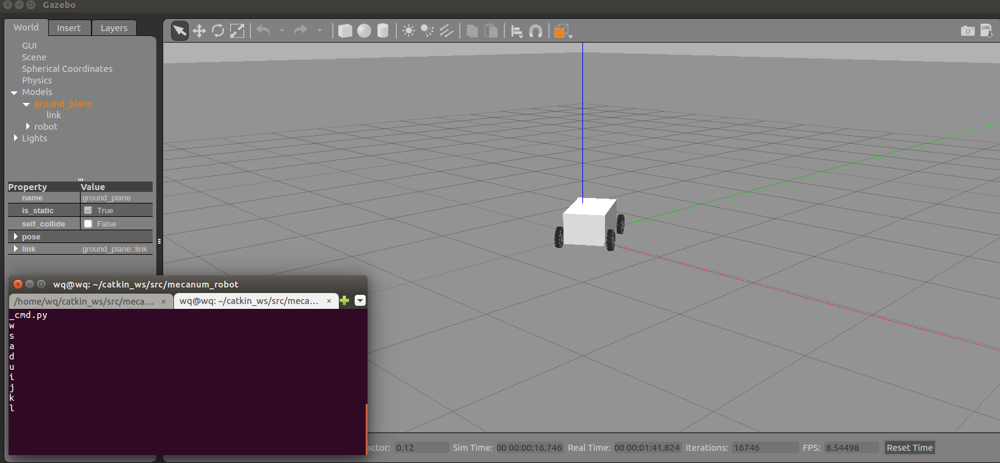 Gazebo
World Insert Layers
GUI
Scene
Spherical Coordinates
Physics
Models
ground_plane
link
robot
Lights
LOG
Property Value
name ground_plane
is_static True
self_collide False
pose
link ground_plane::link
wq@wq: ~/catkin_ws/src/mecanum_robot
/home/wq/catkin_ws/src/meca... × wq@wq: ~/catkin_ws/src/meca... ×
_cmd.py
w
s
a
d
u
i
j
k
l
actor: 0.12 Sim Time: 00 00:00:16.746 Real Time: 00 00:01:41.824 Iterations: 16746 FPS: 8.54498 Reset Time